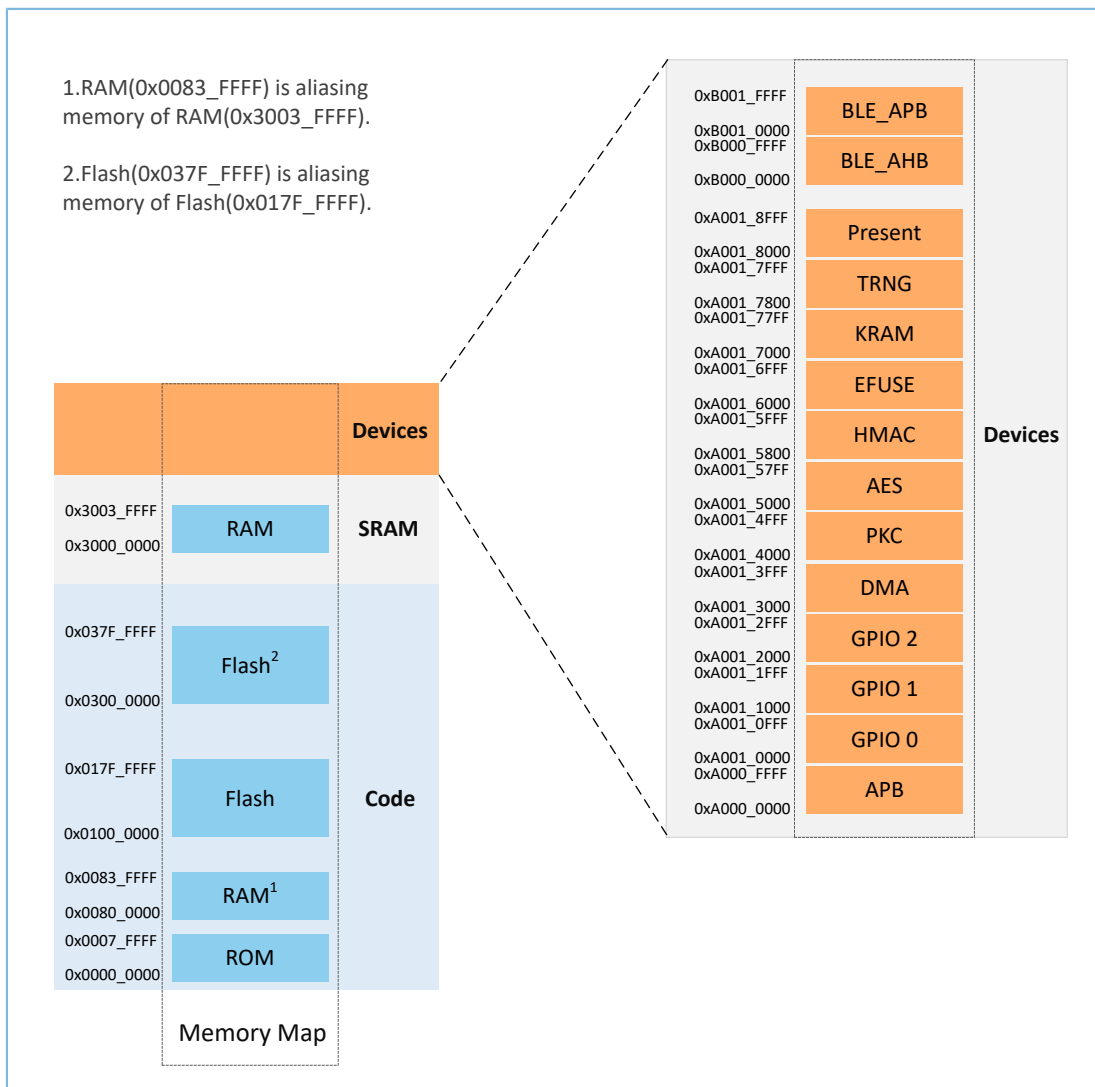 1.RAM(0x0083_FFFF) is aliasing
memory of RAM(0x3003_FFFF).
2.Flash(0x037F_FFFF) is aliasing
memory of Flash(0x017F_FFFF).
Devices
0x3003_FFFF
RAM
SRAM
0x3000_0000
0x037F_FFFF
Flash2
0x0300_0000
0x017F_FFFF
Flash
Code
0x0100_0000
0x0083_FFFF
RAM1
0x0080_0000
0x0007_FFFF
ROM
0x0000_0000
Memory Map
0xB001_FFFF
BLE_APB
0xB001_0000
0xB000_FFFF
BLE_AHB
0xB000_0000
0xA001_8FFF
Present
0xA001_8000
0xA001_7FFF
TRNG
0xA001_7800
0xA001_77FF
KRAM
0xA001_7000
0xA001_6FFF
EFUSE
0xA001_6000
0xA001_5FFF
HMAC
Devices
0xA001_5800
0xA001_57FF
AES
0xA001_5000
0xA001_4FFF
PKC
0xA001_4000
0xA001_3FFF
DMA
0xA001_3000
0xA001_2FFF
GPIO 2
0xA001_2000
0xA001_1FFF
GPIO 1
0xA001_1000
0xA001_0FFF
GPIO 0
0xA001_0000
0xA000_FFFF
APB
0xA000_0000